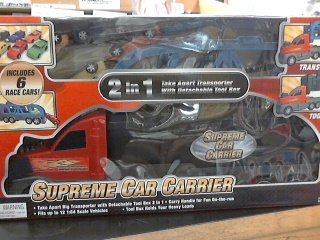 INCLUDES
6
RACE CARS!
2 in 1
Take Apart Transporter
With Detachable Tool Box
TRANS
TOO
SUPREME
CAR
CARRIER
SUPREME CAR CARRIER
• Take Apart Big Transporter with Detachable Tool Box 2 in 1 • Carry Handle for Fun On-the-run
• Fits up to 12 1:64 Scale Vehicles • Tool Box Holds Your Heavy Loads
WARNING